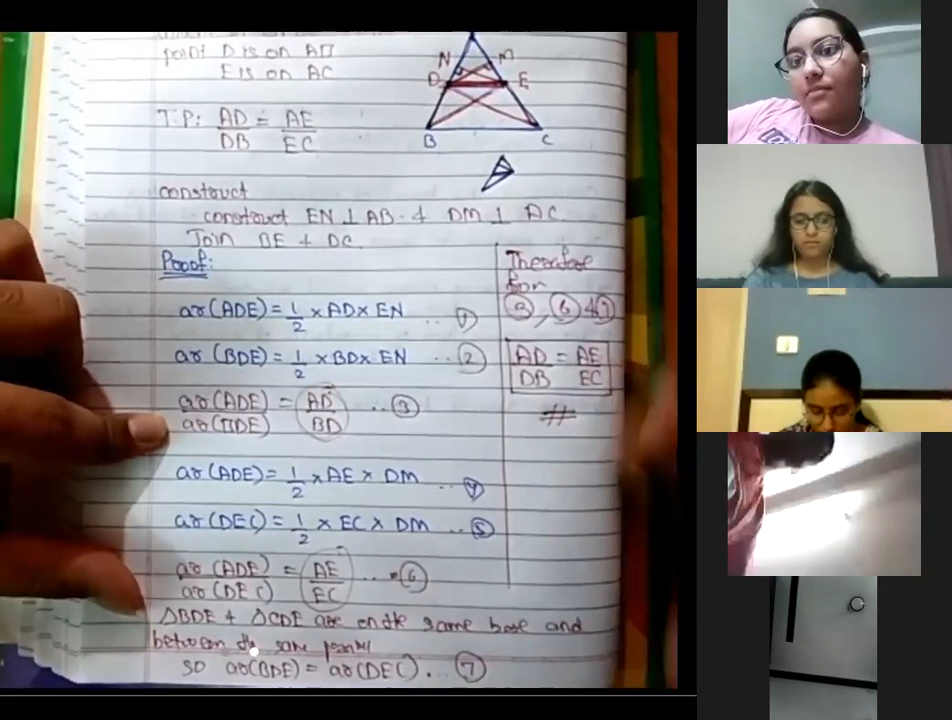 point D is on AB
E is on AC
N M
D E
B C
T.P: AD/DB = AE/EC
construct
construct EN ⊥ AB & DM ⊥ AC.
Join BE & DC.
Proof:
ar(ADE) = 1/2 × AD × EN ... ①
ar(BDE) = 1/2 × BD × EN ... ②
ar(ADE)/ar(BDE) = AD/BD ... ③
ar(ADE) = 1/2 × AE × DM ... ④
ar(DEC) = 1/2 × EC × DM ... ⑤
ar(ADE)/ar(DEC) = AE/EC ... ⑥
△BDE & △CDE are on the same base and
between the same
so ar(BDE) = ar(DEC). .. ⑦
Therefore
③, ⑥ & ⑦
AD/DB = AE/EC
#